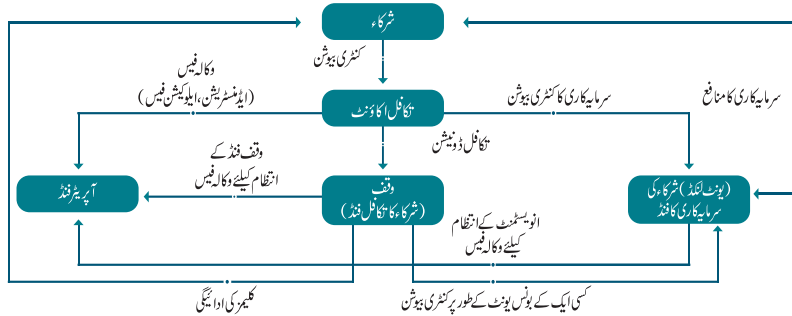 شرکاء
کنٹری بیوشن
وکالہ فیس
(ایڈمنسٹریشن، ایلوکیشن فیس)
تکافل اکاؤنٹ
سرمایہ کاری کا کنٹری بیوشن
سرمایہ کاری کا منافع
تکافل ڈونیشن
وقف فنڈ کے
انتظام کیلئے وکالہ فیس
آپریٹر فنڈ
وقف
(شرکاء کا تکافل فنڈ)
(یونٹ لنکڈ) شرکاء کی
سرمایہ کاری کا فنڈ
انویسٹمنٹ کے انتظام
کیلئے وکالہ فیس
کلیمز کی ادائیگی
کسی ایک کے بونس یونٹ کے طور پر کنٹری بیوشن